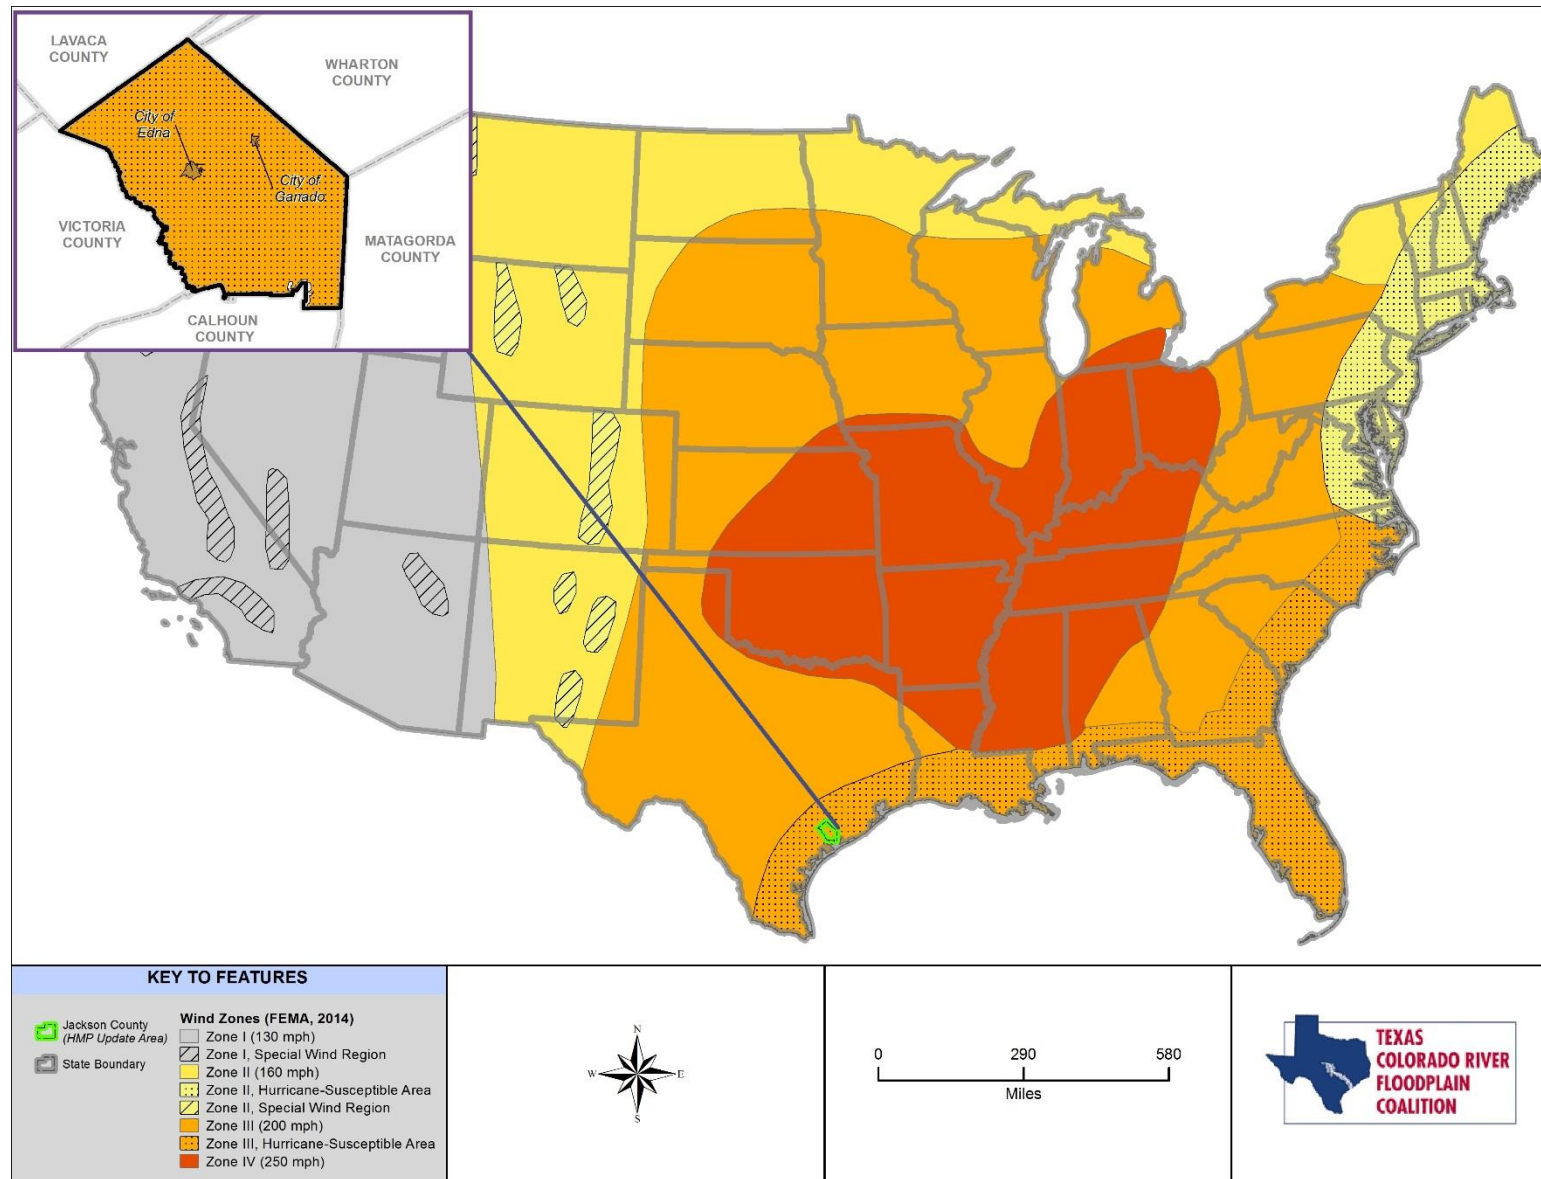 LAVACA
COUNTY
WHARTON
COUNTY
City of
Edna
City of
Ganado
VICTORIA
COUNTY
MATAGORDA
COUNTY
CALHOUN
COUNTY
KEY TO FEATURES
Jackson County
(HMP Update Area)
State Boundary
Wind Zones (FEMA, 2014)
Zone I (130 mph)
Zone I, Special Wind Region
Zone II (160 mph)
Zone II, Hurricane-Susceptible Area
Zone II, Special Wind Region
Zone III (200 mph)
Zone III, Hurricane-Susceptible Area
Zone IV (250 mph)
N
W
E
S
0 290 580
Miles
TEXAS
COLORADO RIVER
FLOODPLAIN
COALITION